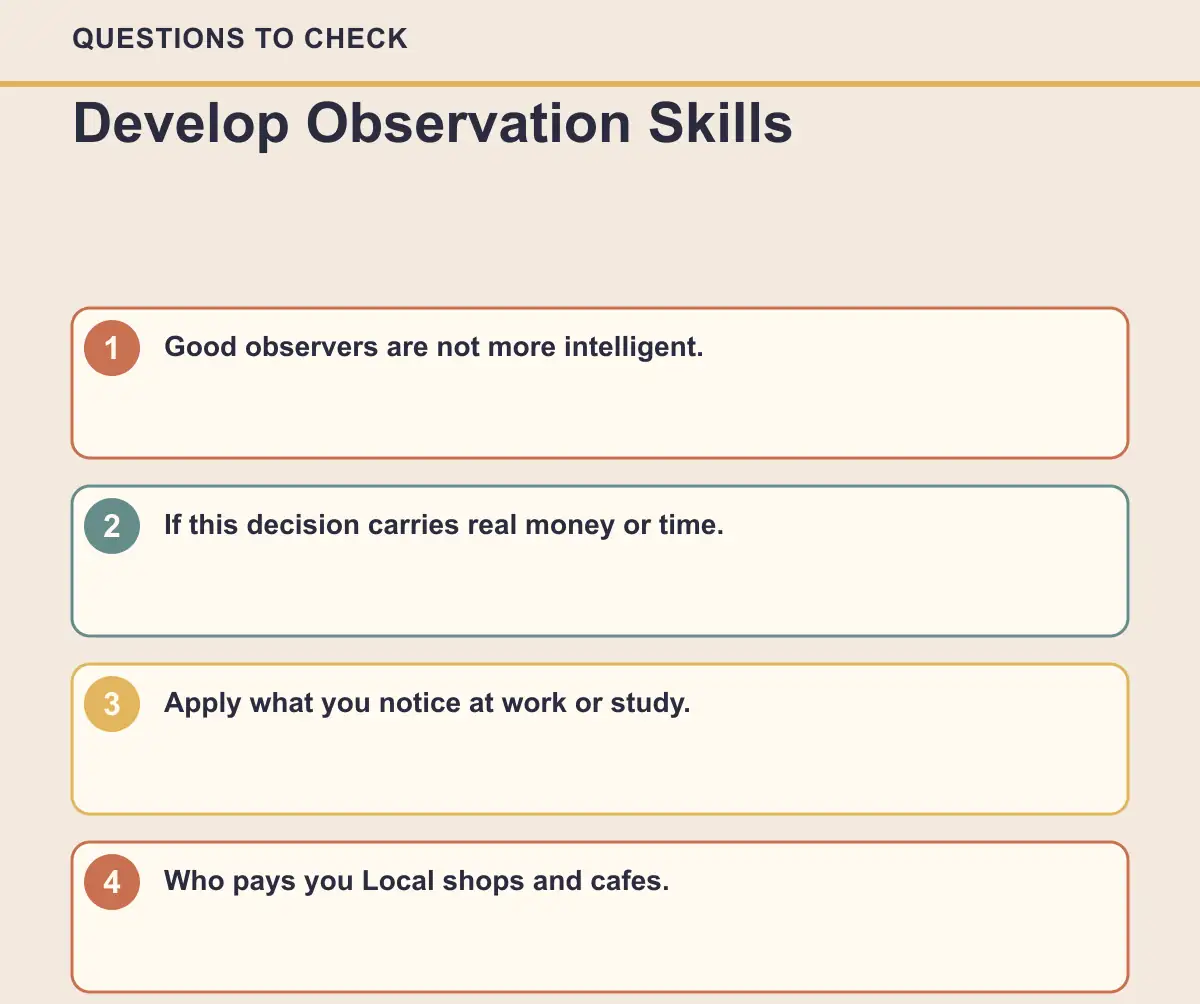 QUESTIONS TO CHECK
Develop Observation Skills
1 Good observers are not more intelligent.
2 If this decision carries real money or time.
3 Apply what you notice at work or study.
4 Who pays you Local shops and cafes.